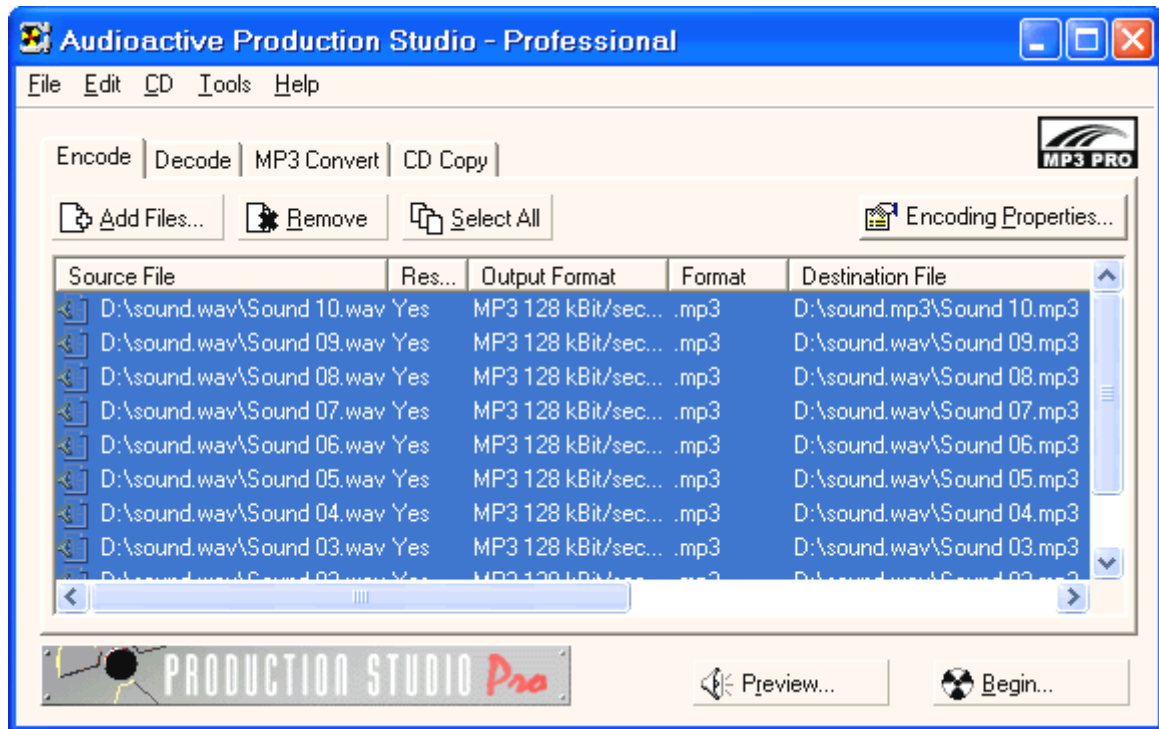 Audioactive Production Studio - Professional
File Edit CD Tools Help
MP3 PRO
Encode Decode MP3 Convert CD Copy
Add Files... Remove Select All Encoding Properties...
Source File Res... Output Format Format Destination File
D:\sound.wav\Sound 10.wav Yes MP3 128 kBit/sec... .mp3 D:\sound.mp3\Sound 10.mp3
D:\sound.wav\Sound 09.wav Yes MP3 128 kBit/sec... .mp3 D:\sound.wav\Sound 09.mp3
D:\sound.wav\Sound 08.wav Yes MP3 128 kBit/sec... .mp3 D:\sound.wav\Sound 08.mp3
D:\sound.wav\Sound 07.wav Yes MP3 128 kBit/sec... .mp3 D:\sound.wav\Sound 07.mp3
D:\sound.wav\Sound 06.wav Yes MP3 128 kBit/sec... .mp3 D:\sound.wav\Sound 06.mp3
D:\sound.wav\Sound 05.wav Yes MP3 128 kBit/sec... .mp3 D:\sound.wav\Sound 05.mp3
D:\sound.wav\Sound 04.wav Yes MP3 128 kBit/sec... .mp3 D:\sound.wav\Sound 04.mp3
D:\sound.wav\Sound 03.wav Yes MP3 128 kBit/sec... .mp3 D:\sound.wav\Sound 03.mp3
PRODUCTION STUDIO Pro Preview... Begin...